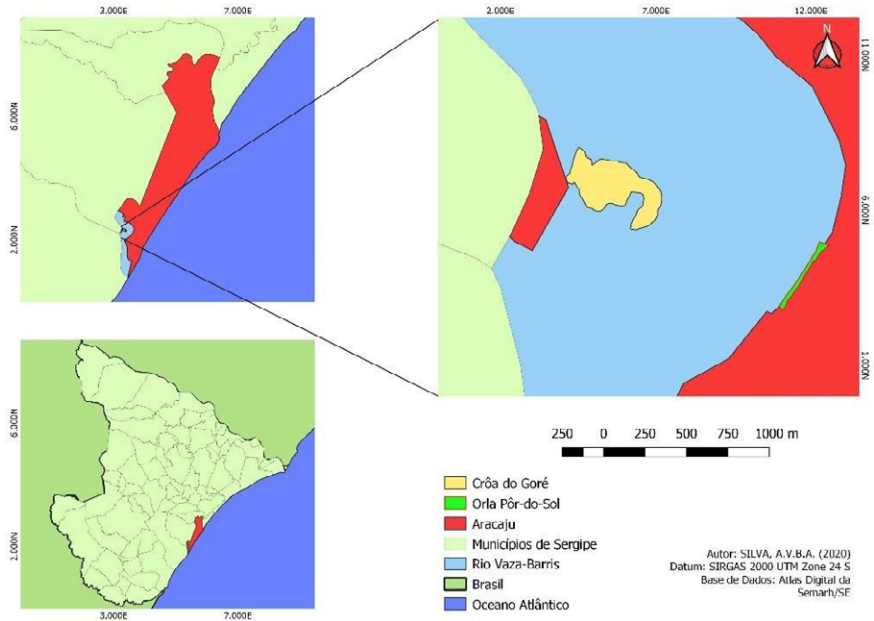 3.000E 7.000E
6.000N
2.000N
2.000E 7.000E 12.000E
N
11.000N
6.000N
1.000N
6.000N
2.000N
3.000E 7.000E
250 0 250 500 750 1000 m
Crôa do Goré
Orla Pôr-do-Sol
Aracaju
Municípios de Sergipe
Rio Vaza-Barris
Brasil
Oceano Atlântico
Autor: SILVA, A.V.B.A. (2020)
Datum: SIRGAS 2000 UTM Zone 24 S
Base de Dados: Atlas Digital da
Semarh/SE